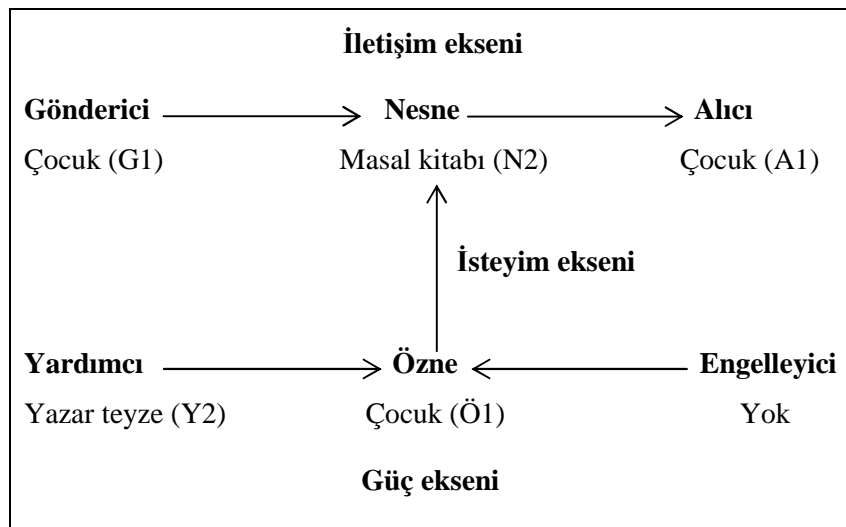 İletişim ekseni
Gönderici Nesne Alıcı
Çocuk (G1) Masal kitabı (N2) Çocuk (A1)
İsteyim ekseni
Yardımcı Özne Engelleyici
Yazar teyze (Y2) Çocuk (Ö1) Yok
Güç ekseni